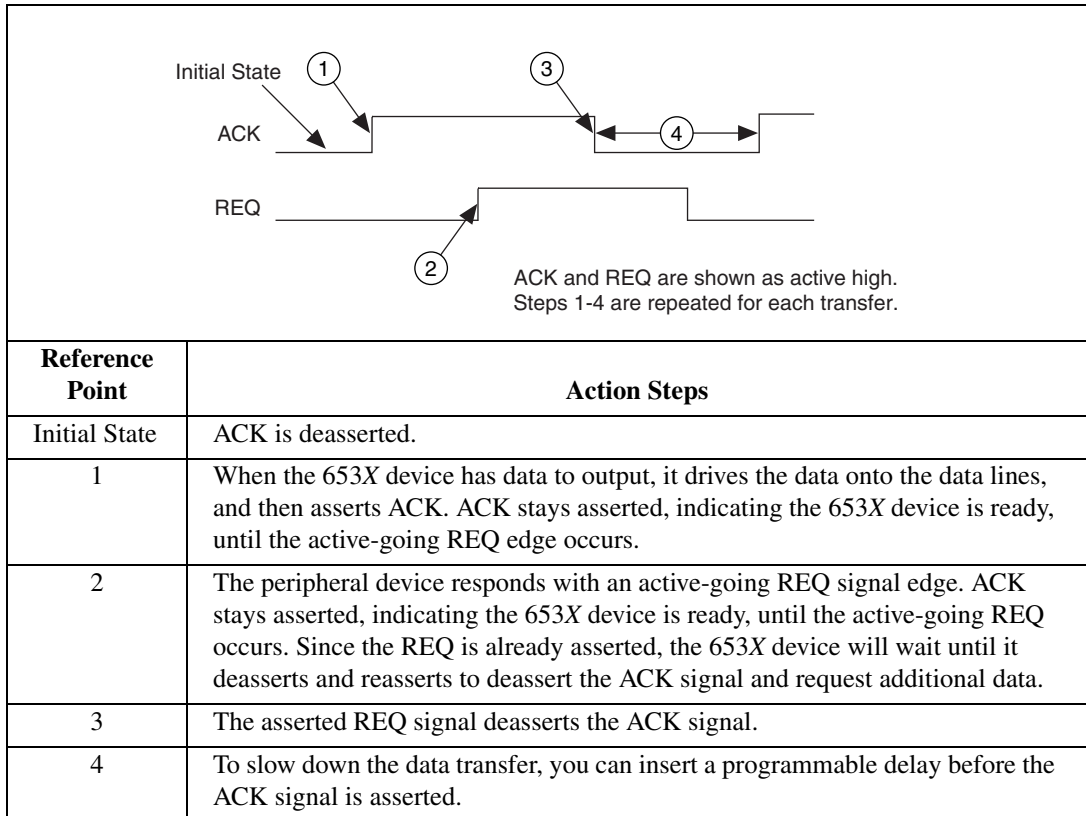 Initial State
1
3
ACK
4
REQ
2
ACK and REQ are shown as active high.
Steps 1-4 are repeated for each transfer.
Reference
Point
Action Steps
Initial State
ACK is deasserted.
1
When the 653X device has data to output, it drives the data onto the data lines,
and then asserts ACK. ACK stays asserted, indicating the 653X device is ready,
until the active-going REQ edge occurs.
2
The peripheral device responds with an active-going REQ signal edge. ACK
stays asserted, indicating the 653X device is ready, until the active-going REQ
occurs. Since the REQ is already asserted, the 653X device will wait until it
deasserts and reasserts to deassert the ACK signal and request additional data.
3
The asserted REQ signal deasserts the ACK signal.
4
To slow down the data transfer, you can insert a programmable delay before the
ACK signal is asserted.